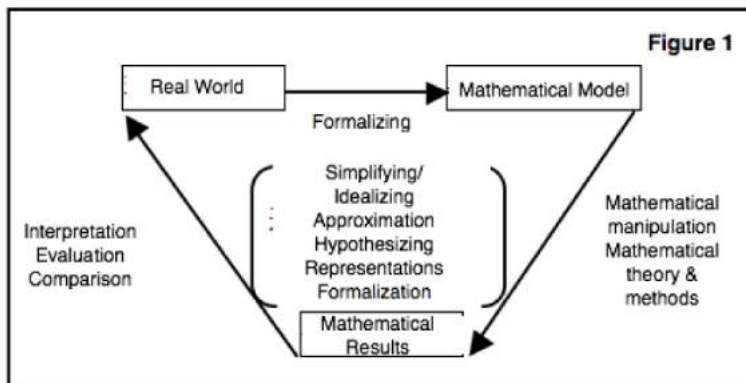 Figure 1
Real World
Mathematical Model
Formalizing
Simplifying/
Idealizing
Approximation
Hypothesizing
Representations
Formalization
Interpretation
Evaluation
Comparison
Mathematical
manipulation
Mathematical
theory &
methods
Mathematical
Results